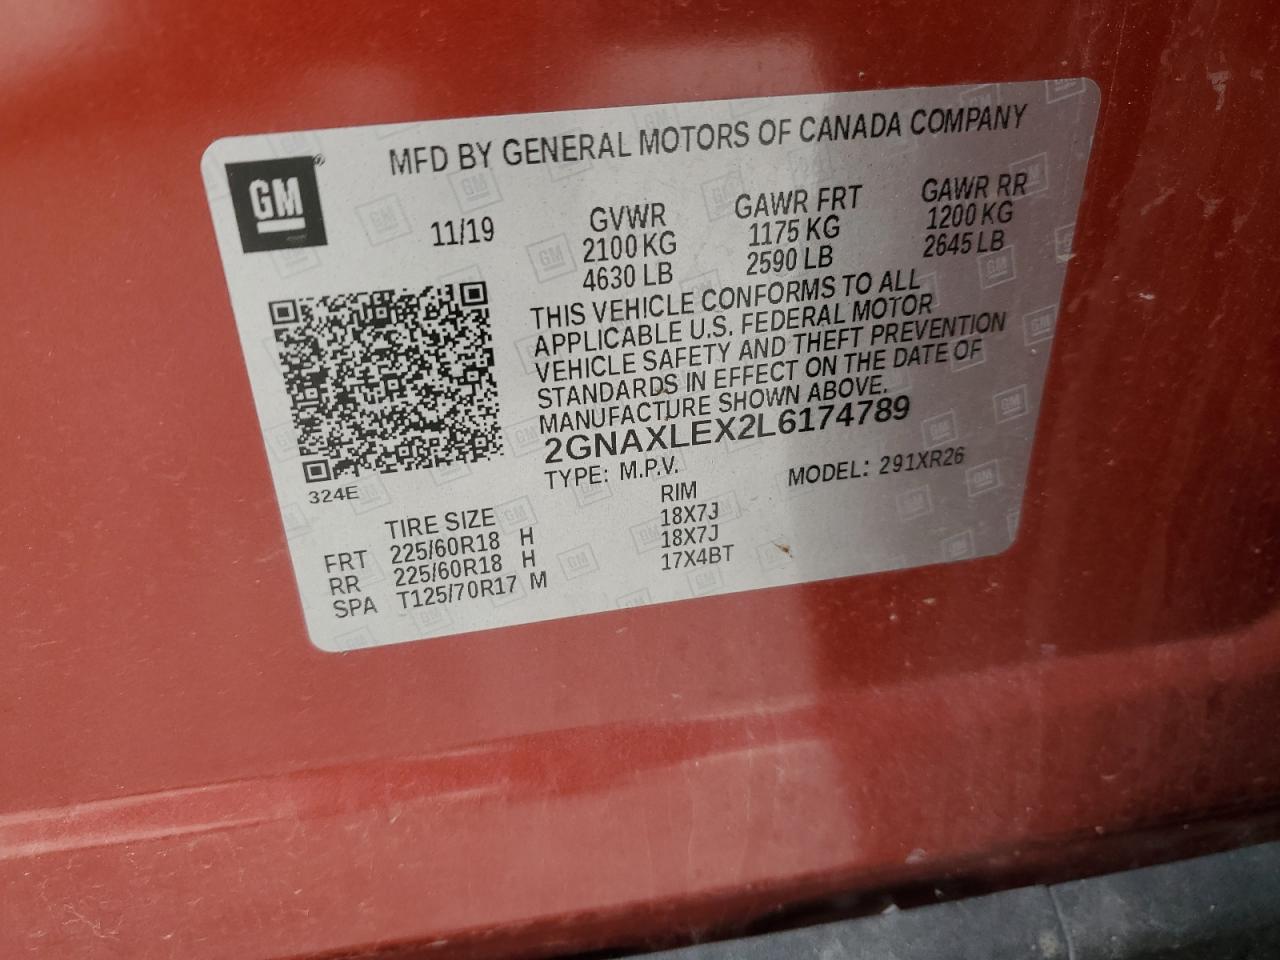 MFD BY GENERAL MOTORS OF CANADA COMPANY
GM®
11/19
GVWR
2100 KG
4630 LB
GAWR FRT
1175 KG
2590 LB
GAWR RR
1200 KG
2645 LB
THIS VEHICLE CONFORMS TO ALL
APPLICABLE U.S. FEDERAL MOTOR
VEHICLE SAFETY AND THEFT PREVENTION
STANDARDS IN EFFECT ON THE DATE OF
MANUFACTURE SHOWN ABOVE.
2GNAXLEX2L6174789
TYPE: M.P.V. MODEL: 291XR26
324E
TIRE SIZE RIM
FRT 225/60R18 H 18X7J
RR 225/60R18 H 18X7J
SPA T125/70R17 M 17X4BT